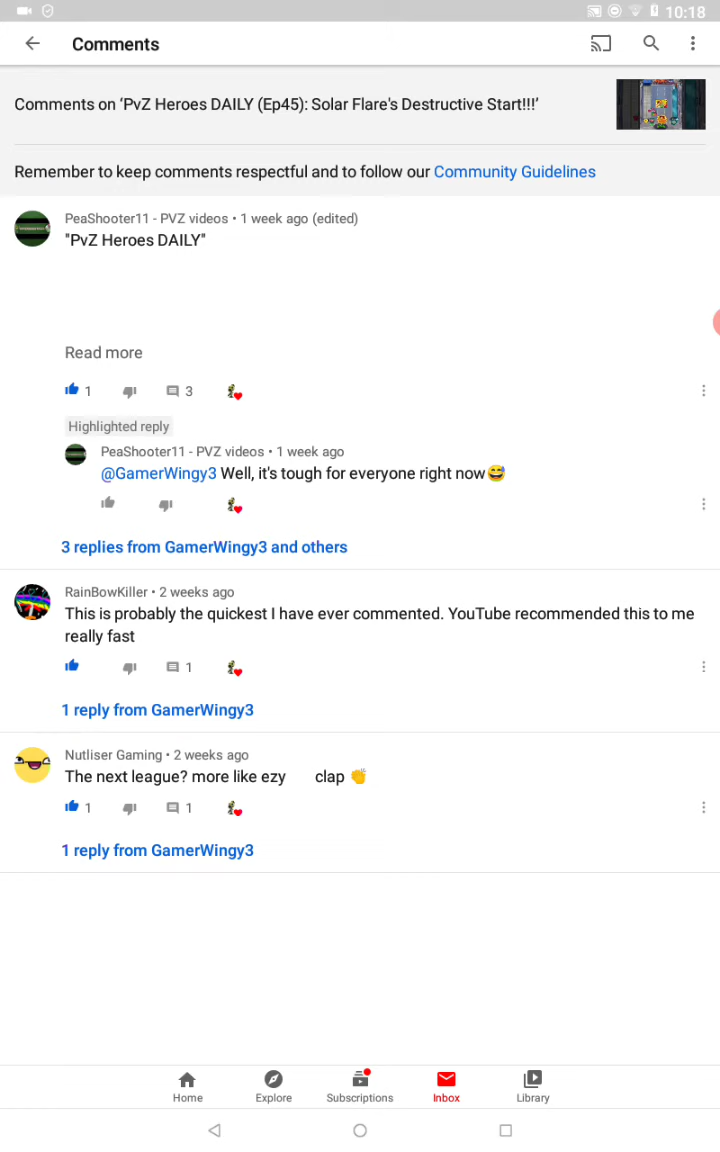 10:18
Comments
Comments on ‘PvZ Heroes DAILY (Ep45): Solar Flare's Destructive Start!!!’
Remember to keep comments respectful and to follow our Community Guidelines
PeaShooter11 - PVZ videos • 1 week ago (edited)
"PvZ Heroes DAILY"
Read more
1 3
Highlighted reply
PeaShooter11 - PVZ videos • 1 week ago
@GamerWingy3 Well, it's tough for everyone right now😅
3 replies from GamerWingy3 and others
RainBowKiller • 2 weeks ago
This is probably the quickest I have ever commented. YouTube recommended this to me
really fast
1
1 reply from GamerWingy3
Nutliser Gaming • 2 weeks ago
The next league? more like ezy clap 👏
1 1
1 reply from GamerWingy3
Home Explore Subscriptions Inbox Library